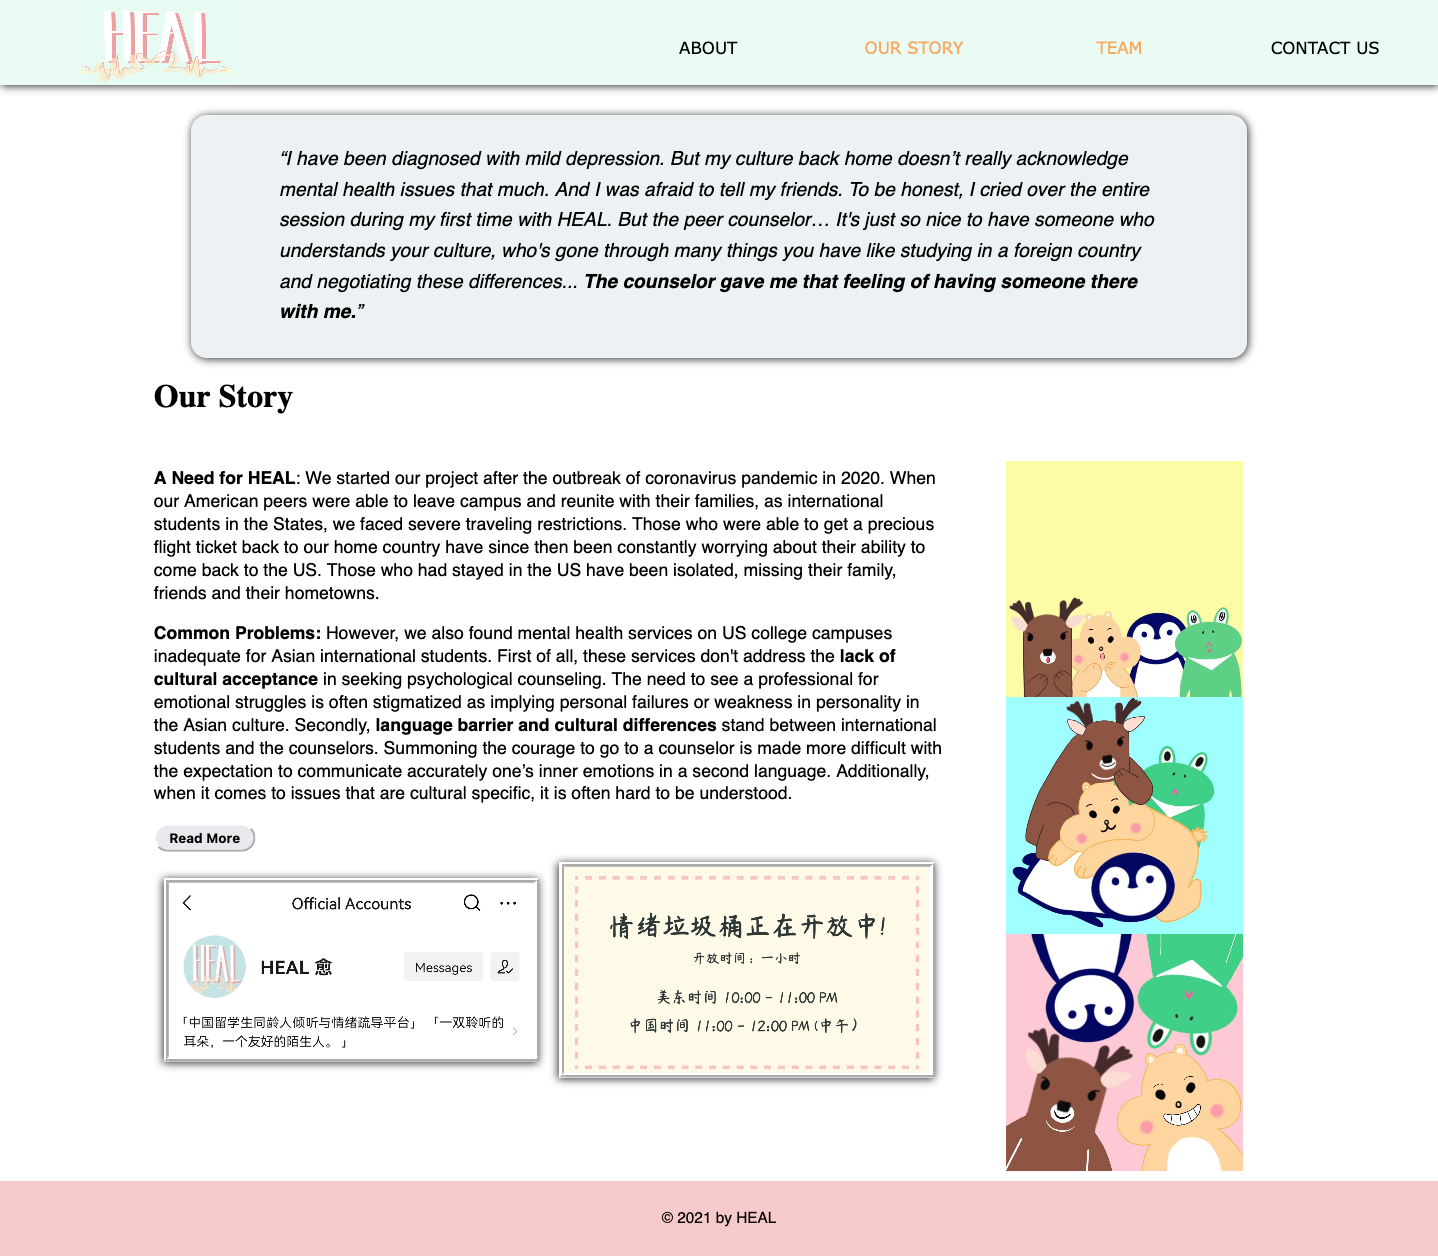 HEAL
ABOUT
OUR STORY
TEAM
CONTACT US
“I have been diagnosed with mild depression. But my culture back home doesn’t really acknowledge
mental health issues that much. And I was afraid to tell my friends. To be honest, I cried over the entire
session during my first time with HEAL. But the peer counselor… It's just so nice to have someone who
understands your culture, who's gone through many things you have like studying in a foreign country
and negotiating these differences... The counselor gave me that feeling of having someone there
with me.”
Our Story
A Need for HEAL: We started our project after the outbreak of coronavirus pandemic in 2020. When
our American peers were able to leave campus and reunite with their families, as international
students in the States, we faced severe traveling restrictions. Those who were able to get a precious
flight ticket back to our home country have since then been constantly worrying about their ability to
come back to the US. Those who had stayed in the US have been isolated, missing their family,
friends and their hometowns.
Common Problems: However, we also found mental health services on US college campuses
inadequate for Asian international students. First of all, these services don't address the lack of
cultural acceptance in seeking psychological counseling. The need to see a professional for
emotional struggles is often stigmatized as implying personal failures or weakness in personality in
the Asian culture. Secondly, language barrier and cultural differences stand between international
students and the counselors. Summoning the courage to go to a counselor is made more difficult with
the expectation to communicate accurately one’s inner emotions in a second language. Additionally,
when it comes to issues that are cultural specific, it is often hard to be understood.
Read More
Official Accounts
HEAL
HEAL 愈
Messages
「中国留学生同龄人倾听与情绪疏导平台」 「一双聆听的
耳朵，一个友好的陌生人。」
情绪垃圾桶正在开放中!
开放时间：一小时
美东时间 10:00 - 11:00 PM
中国时间 11:00 - 12:00 PM (中午)
© 2021 by HEAL